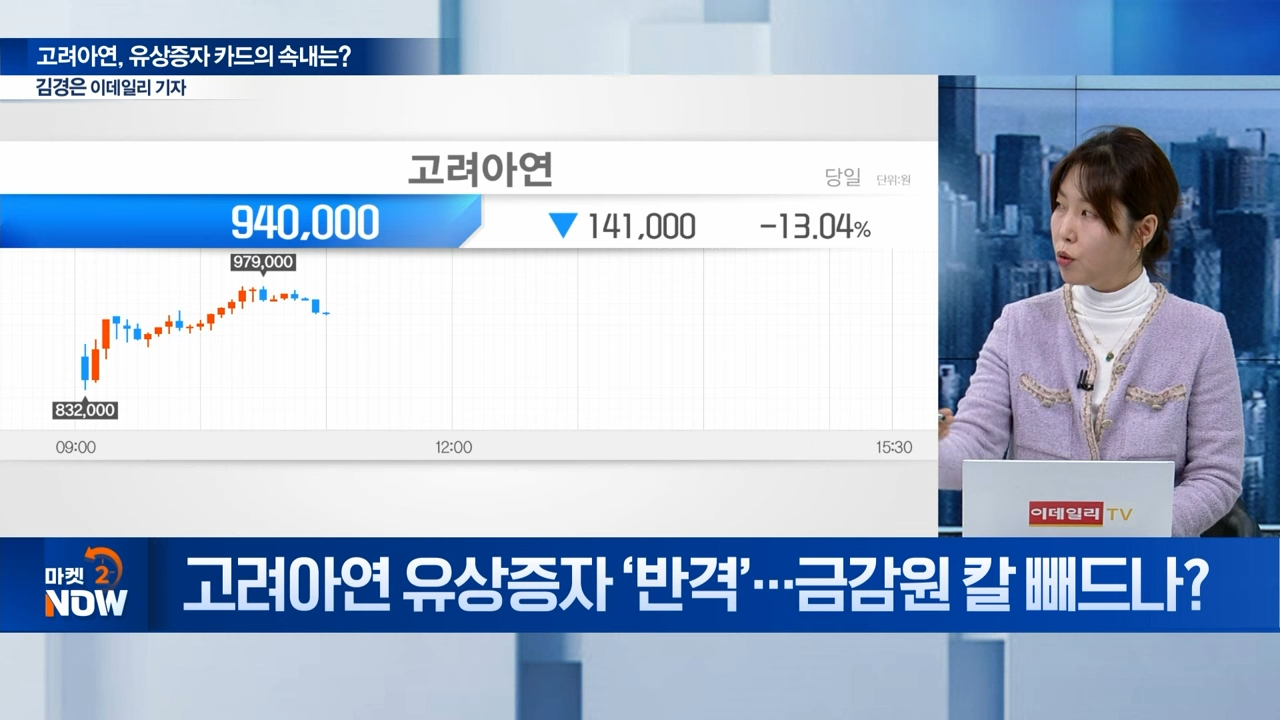 고려아연, 유상증자 카드의 속내는?
김경은 이데일리 기자
고려아연
당일 단위:원
940,000 ▼ 141,000 -13.04%
979,000
832,000
09:00 12:00 15:30
이데일리 TV
마켓 2
NOW
고려아연 유상증자 ‘반격’…금감원 칼 빼드나?